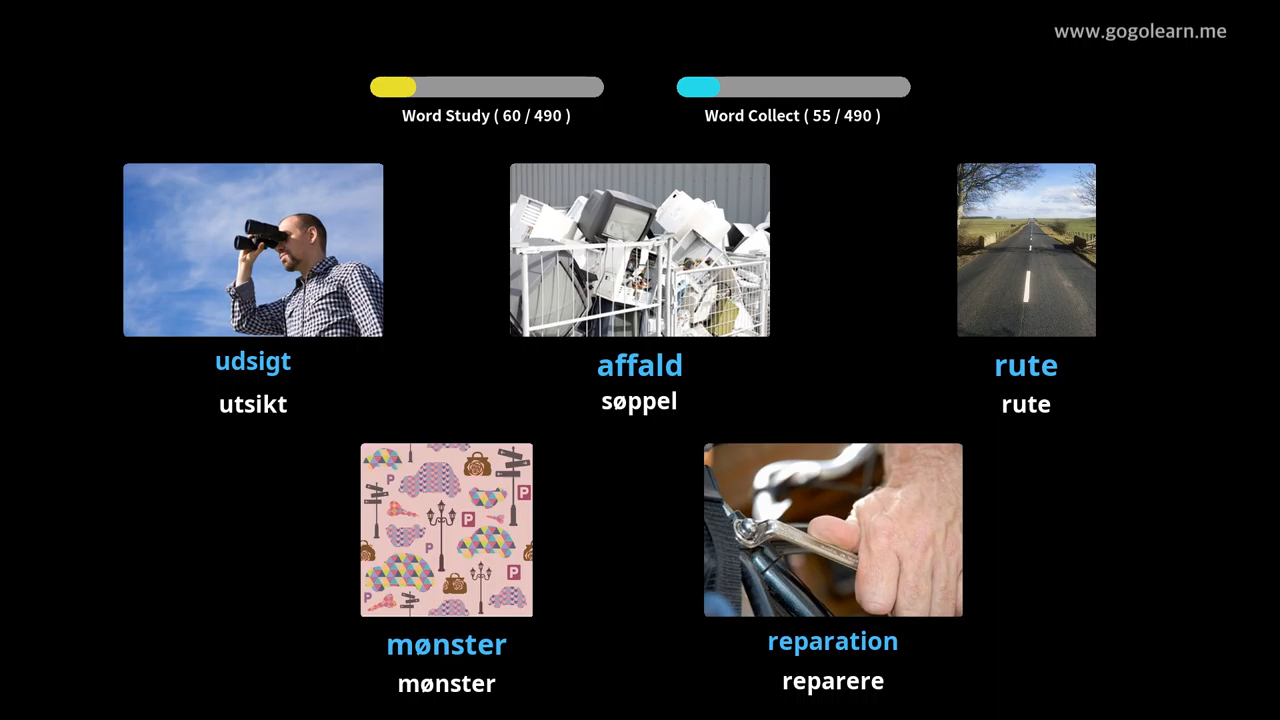 www.gogolearn.me
Word Study ( 60 / 490 )
Word Collect ( 55 / 490 )
udsigt
utsikt
affald
søppel
rute
rute
P
P
P
P
P
P
mønster
mønster
reparation
reparere